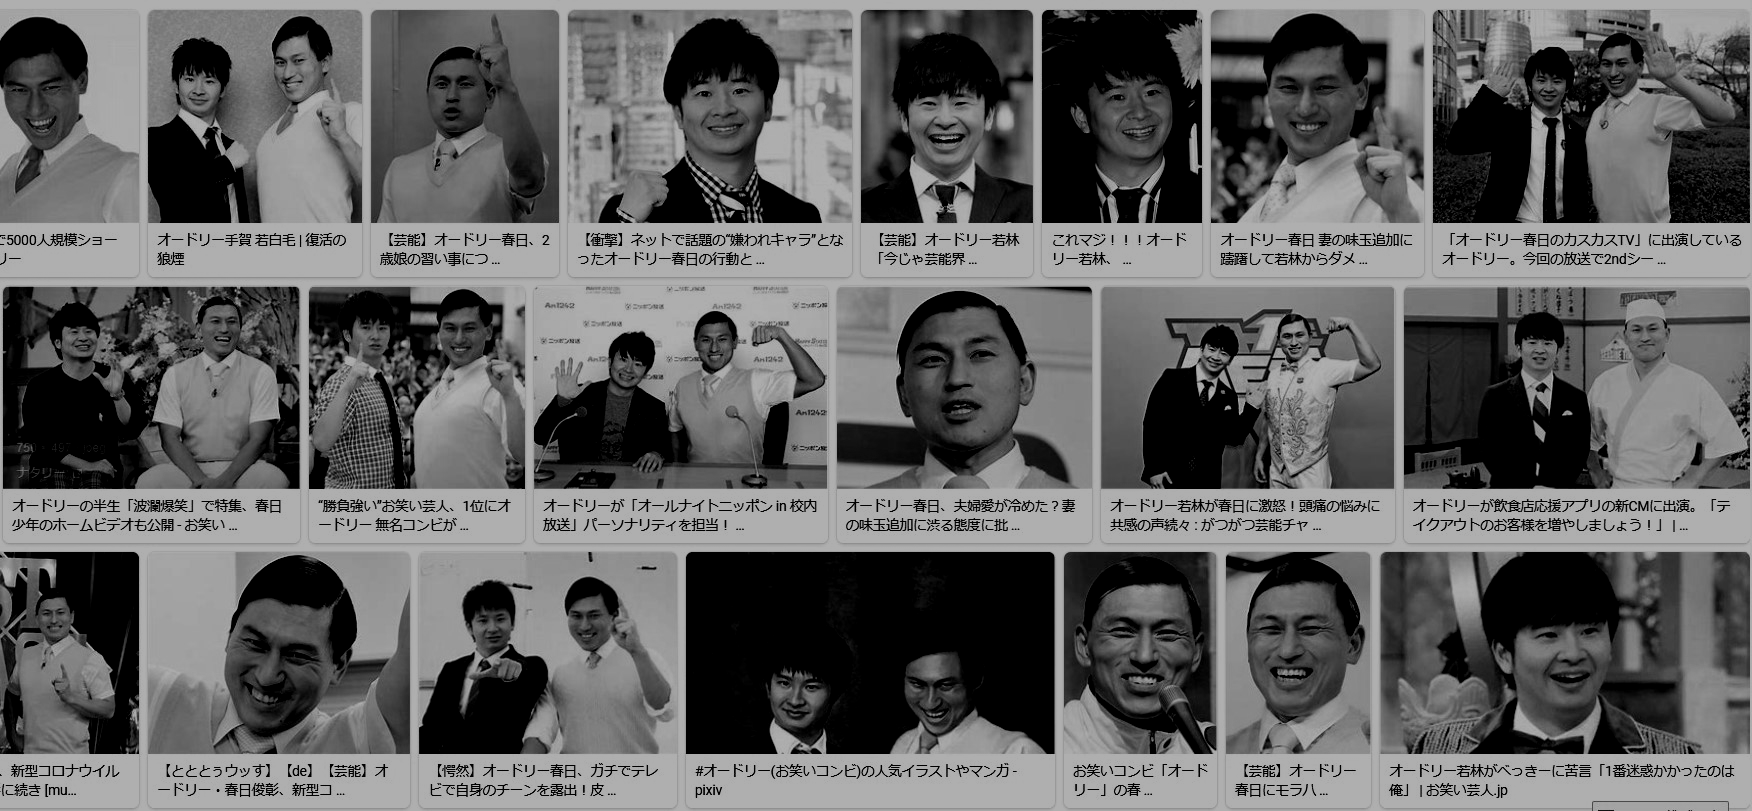 で5000人規模ショー
リー
オードリー手賀 若白毛 | 復活の
狼煙
【芸能】オードリー春日、2
歳娘の習い事につ ...
【衝撃】ネットで話題の“嫌われキャラ”とな
ったオードリー春日の行動と ...
【芸能】オードリー若林
「今じゃ芸能界 ...
これマジ！！！オード
リー若林、 ...
オードリー春日 妻の味玉追加に
躊躇して若林からダメ ...
「オードリー春日のカスカスTV」に出演している
オードリー。今回の放送で2ndシー ...
ナタリー
オードリーの半生「波瀾爆笑」で特集、春日
少年のホームビデオも公開 - お笑い ...
“勝負強い”お笑い芸人、1位にオ
ードリー 無名コンビが ...
An1242
ニッポン放送
オードリーが「オールナイトニッポン in 校内
放送」パーソナリティを担当！ ...
オードリー春日、夫婦愛が冷めた？妻
の味玉追加に渋る態度に批 ...
オードリー若林が春日に激怒！頭痛の悩みに
共感の声続々 : がつがつ芸能チャ ...
オードリーが飲食店応援アプリの新CMに出演。「テ
イクアウトのお客様を増やしましょう！」 | ...
、新型コロナウイル
に続き [mu...
【とととぅウッす】【de】【芸能】オ
ードリー・春日俊彰、新型コ ...
【愕然】オードリー春日、ガチでテレ
ビで自身のチーンを露出！皮 ...
#オードリー(お笑いコンビ)の人気イラストやマンガ -
pixiv
お笑いコンビ「オード
リー」の春 ...
【芸能】オードリー
春日にモラハ ...
オードリー若林がべっきーに苦言「1番迷惑かかったのは
俺」 | お笑い芸人.jp